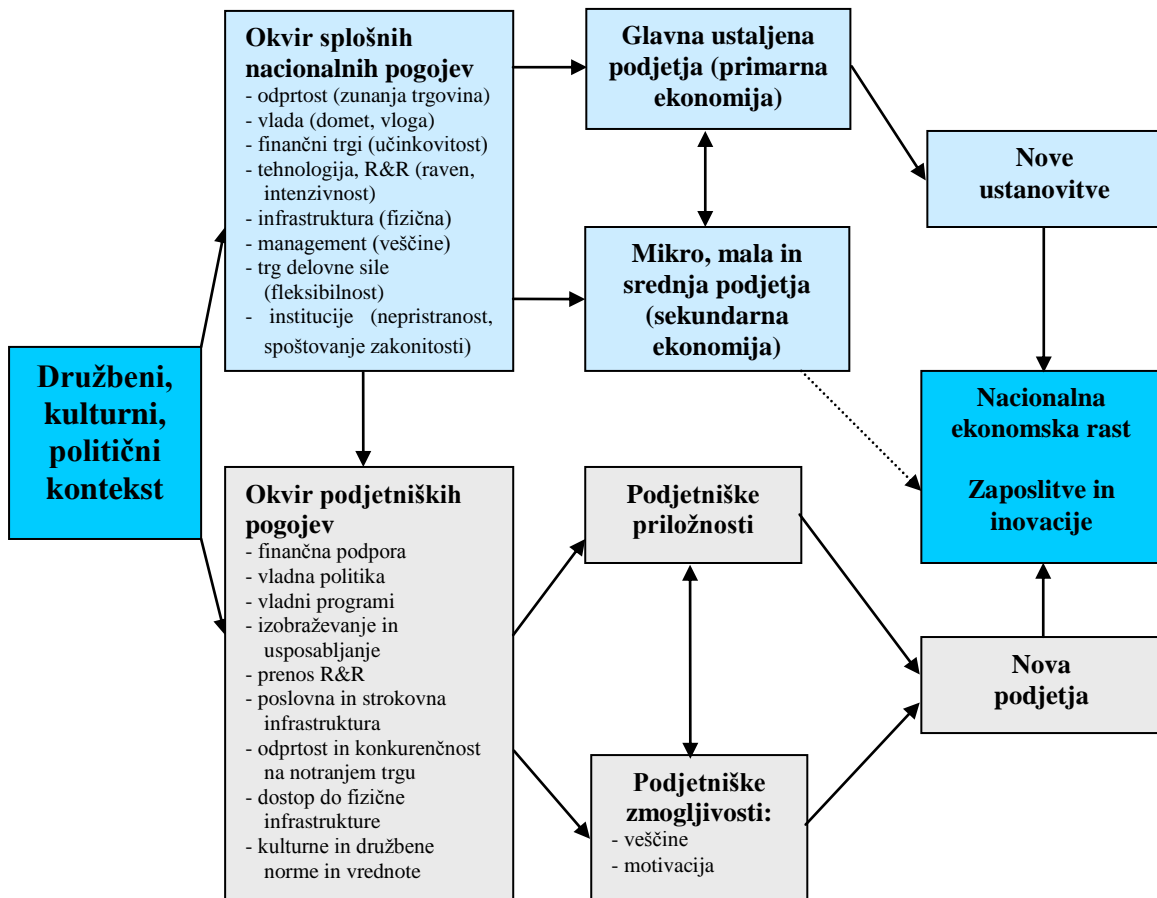 Družbeni,
kulturni,
politični
kontekst
Okvir splošnih
nacionalnih pogojev
- odprtost (zunanja trgovina)
- vlada (domet, vloga)
- finančni trgi (učinkovitost)
- tehnologija, R&R (raven,
intenzivnost)
- infrastruktura (fizična)
- management (veščine)
- trg delovne sile
(fleksibilnost)
- institucije (nepristranost,
spoštovanje zakonitosti)
Okvir podjetniških
pogojev
- finančna podpora
- vladna politika
- vladni programi
- izobraževanje in
usposabljanje
- prenos R&R
- poslovna in strokovna
infrastruktura
- odprtost in konkurenčnost
na notranjem trgu
- dostop do fizične
infrastrukture
- kulturne in družbene
norme in vrednote
Glavna ustaljena
podjetja (primarna
ekonomija)
Mikro, mala in
srednja podjetja
(sekundarna
ekonomija)
Podjetniške
priložnosti
Podjetniške
zmogljivosti:
- veščine
- motivacija
Nove
ustanovitve
Nacionalna
ekonomska rast
Zaposlitve in
inovacije
Nova
podjetja